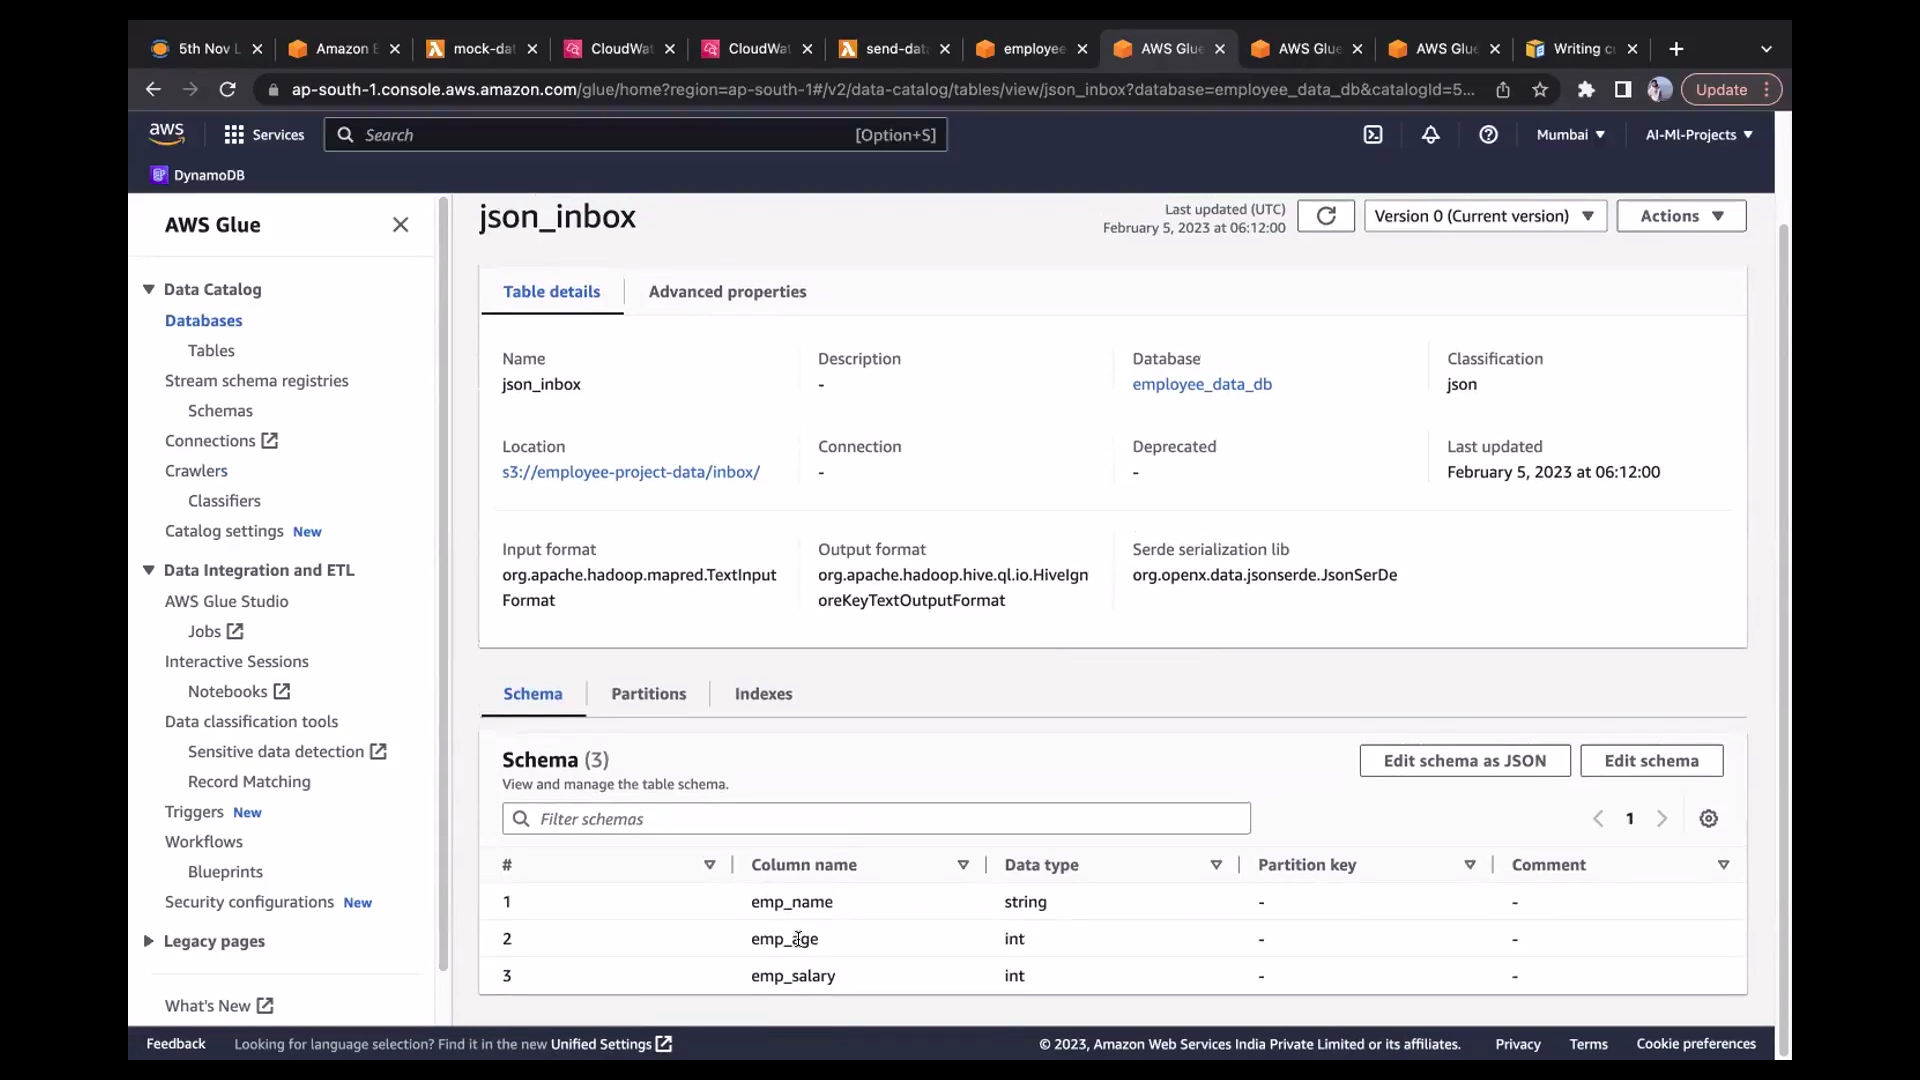 5th Nov L
Amazon E
mock-dat
CloudWat
CloudWat
send-dat
employee
AWS Glue
AWS Glue
AWS Glue
Writing cu
ap-south-1.console.aws.amazon.com/glue/home?region=ap-south-1#/v2/data-catalog/tables/view/json_inbox?database=employee_data_db&catalogId=5...
Update
aws
Services
Search
[Option+S]
Mumbai
AI-Ml-Projects
DynamoDB
AWS Glue
Data Catalog
Databases
Tables
Stream schema registries
Schemas
Connections
Crawlers
Classifiers
Catalog settings New
Data Integration and ETL
AWS Glue Studio
Jobs
Interactive Sessions
Notebooks
Data classification tools
Sensitive data detection
Record Matching
Triggers New
Workflows
Blueprints
Security configurations New
Legacy pages
What's New
json_inbox
Last updated (UTC)
February 5, 2023 at 06:12:00
Version 0 (Current version)
Actions
Table details
Advanced properties
Name
json_inbox
Description
-
Database
employee_data_db
Classification
json
Location
s3://employee-project-data/inbox/
Connection
-
Deprecated
-
Last updated
February 5, 2023 at 06:12:00
Input format
org.apache.hadoop.mapred.TextInput
Format
Output format
org.apache.hadoop.hive.ql.io.HiveIgn
oreKeyTextOutputFormat
Serde serialization lib
org.openx.data.jsonserde.JsonSerDe
Schema
Partitions
Indexes
Schema (3)
View and manage the table schema.
Edit schema as JSON
Edit schema
Filter schemas
1
# Column name Data type Partition key Comment
1 emp_name string - -
2 emp_age int - -
3 emp_salary int - -
Feedback
Looking for language selection? Find it in the new Unified Settings
© 2023, Amazon Web Services India Private Limited or its affiliates.
Privacy
Terms
Cookie preferences